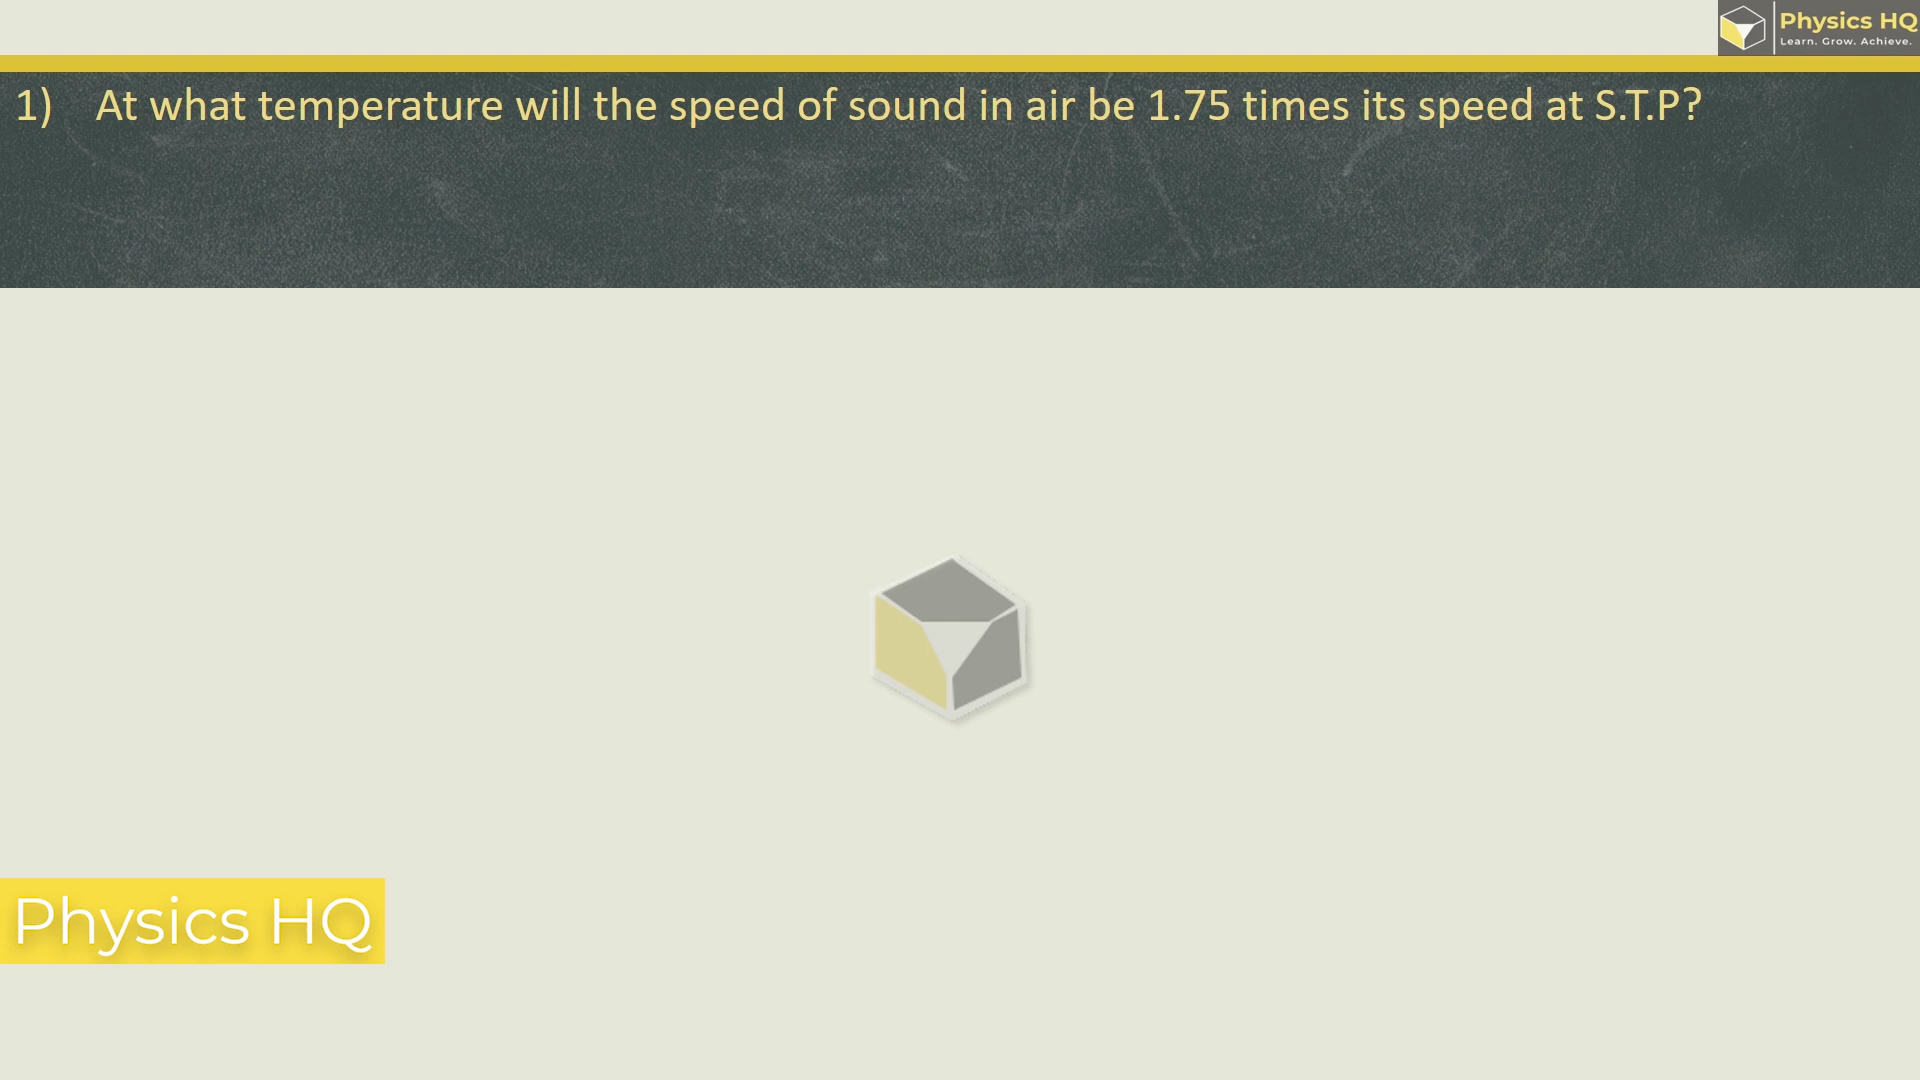 Physics HQ
Learn. Grow. Achieve.
1) At what temperature will the speed of sound in air be 1.75 times its speed at S.T.P?
Physics HQ